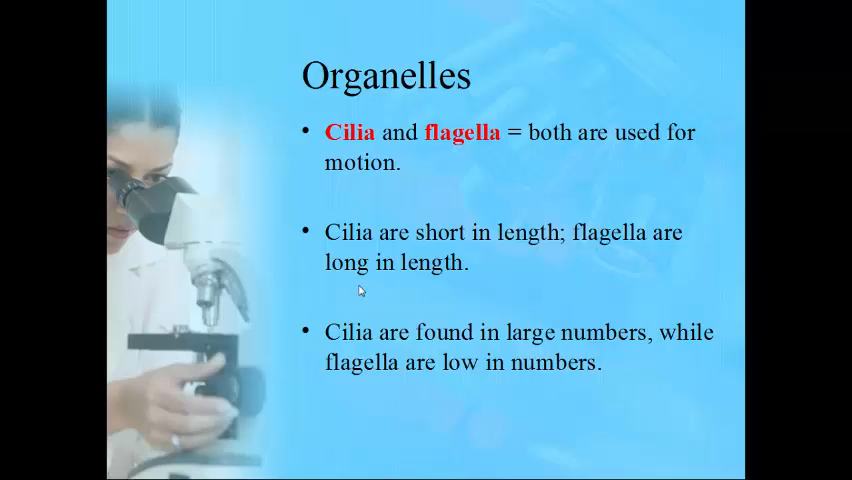 Organelles
• Cilia and flagella = both are used for
motion.
• Cilia are short in length; flagella are
long in length.
• Cilia are found in large numbers, while
flagella are low in numbers.